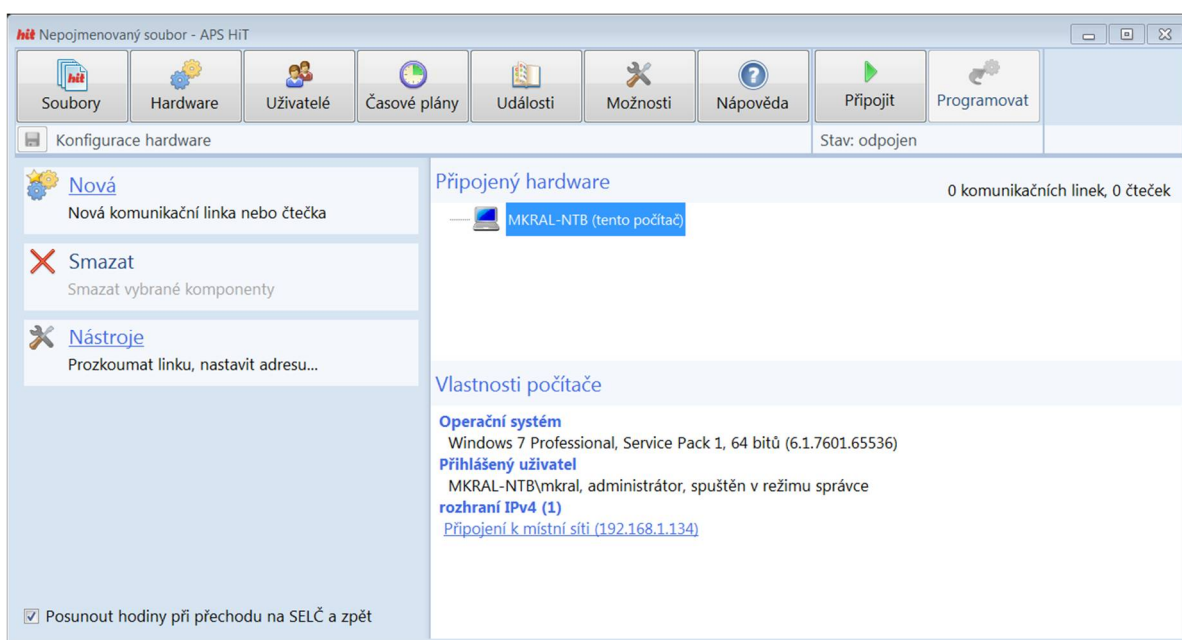 hit Nepojmenovaný soubor - APS HiT
hit
Soubory
Hardware
Uživatelé
Časové plány
Události
Možnosti
Nápověda
Připojit
Programovat
Konfigurace hardware
Stav: odpojen
Nová
Nová komunikační linka nebo čtečka
Smazat
Smazat vybrané komponenty
Nástroje
Prozkoumat linku, nastavit adresu...
Posunout hodiny při přechodu na SELČ a zpět
Připojený hardware
0 komunikačních linek, 0 čteček
MKRAL-NTB (tento počítač)
Vlastnosti počítače
Operační systém
Windows 7 Professional, Service Pack 1, 64 bitů (6.1.7601.65536)
Přihlášený uživatel
MKRAL-NTB\mkral, administrátor, spuštěn v režimu správce
rozhraní IPv4 (1)
Připojení k místní síti (192.168.1.134)